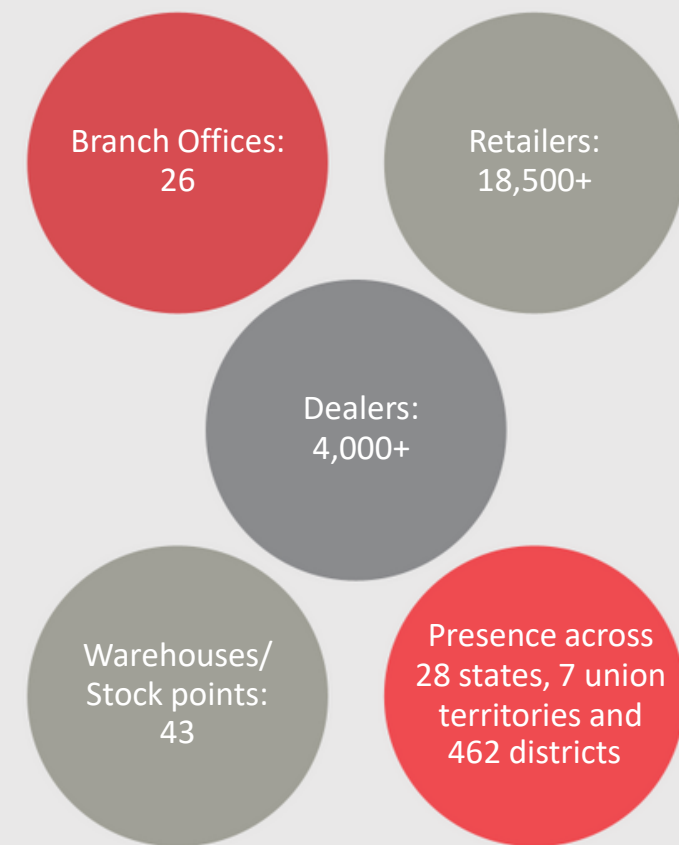 Branch Offices:
26
Retailers:
18,500+
Dealers:
4,000+
Warehouses/
Stock points:
43
Presence across
28 states, 7 union
territories and
462 districts